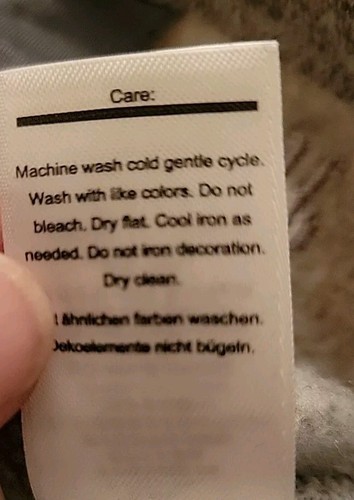 Care:
Machine wash cold gentle cycle.
Wash with like colors. Do not
bleach. Dry flat. Cool iron as
needed. Do not iron decoration.
Dry clean.
ähnlichen farben waschen.
Dekoelemente nicht bügeln.